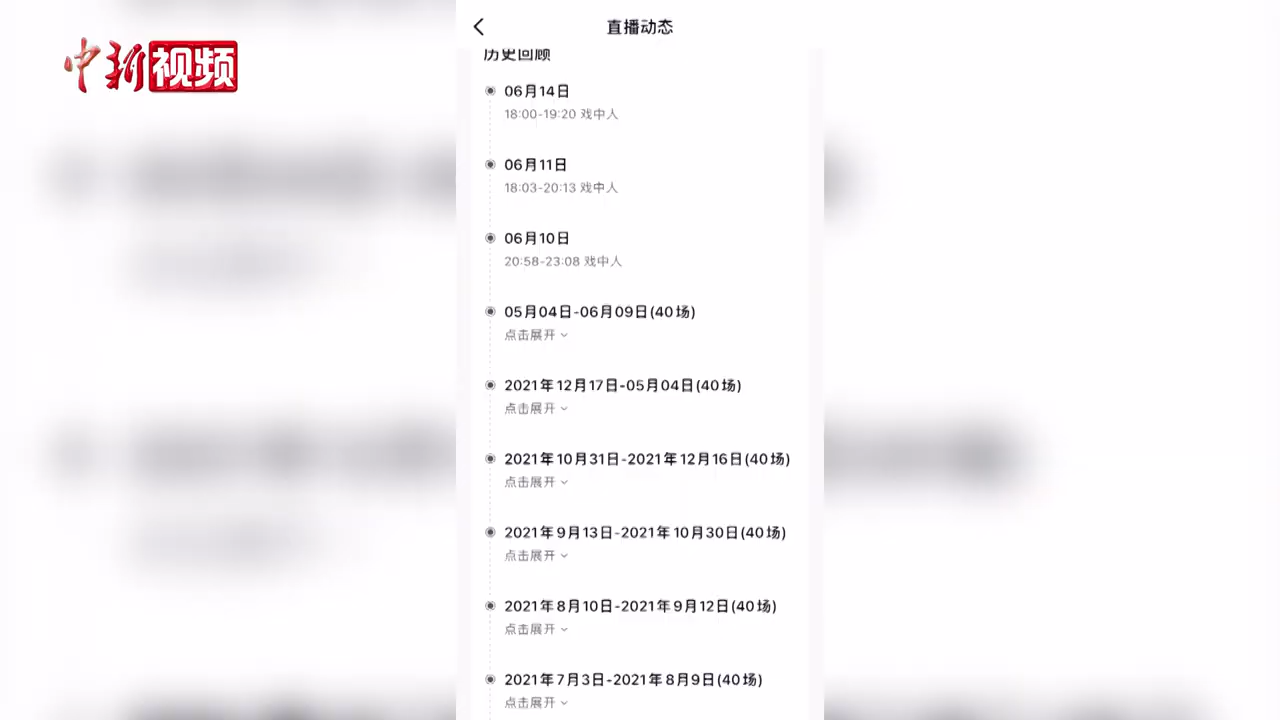 中新视频
直播动态
历史回顾
06月14日
18:00-19:20 戏中人
06月11日
18:03-20:13 戏中人
06月10日
20:58-23:08 戏中人
05月04日-06月09日(40场)
点击展开
2021年12月17日-05月04日(40场)
点击展开
2021年10月31日-2021年12月16日(40场)
点击展开
2021年9月13日-2021年10月30日(40场)
点击展开
2021年8月10日-2021年9月12日(40场)
点击展开
2021年7月3日-2021年8月9日(40场)
点击展开